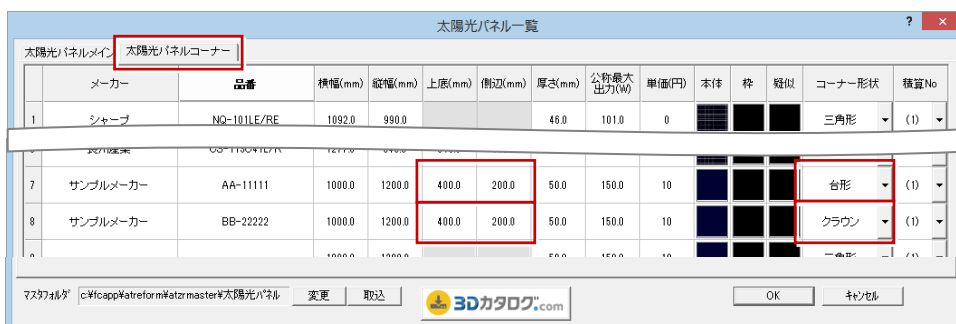 太陽光パネル一覧 ? ×
太陽光パネルメイン 太陽光パネルコーナー
メーカー 品番 横幅(mm) 縦幅(mm) 上底(mm) 側辺(mm) 厚さ(mm) 公称最大出力(W) 単価(円) 本体 枠 疑似 コーナー形状 積算No
1 シャープ NQ-101LE/RE 1092.0 990.0 46.0 101.0 0 三角形 (1)
7 サンプルメーカー AA-11111 1000.0 1200.0 400.0 200.0 50.0 150.0 10 台形 (1)
8 サンプルメーカー BB-22222 1000.0 1200.0 400.0 200.0 50.0 150.0 10 クラウン (1)
マスタフォルダ c:¥fcapp¥atreform¥atzrmaster¥太陽光パネル 変更 取込 3Dカタログ.com OK キャンセル